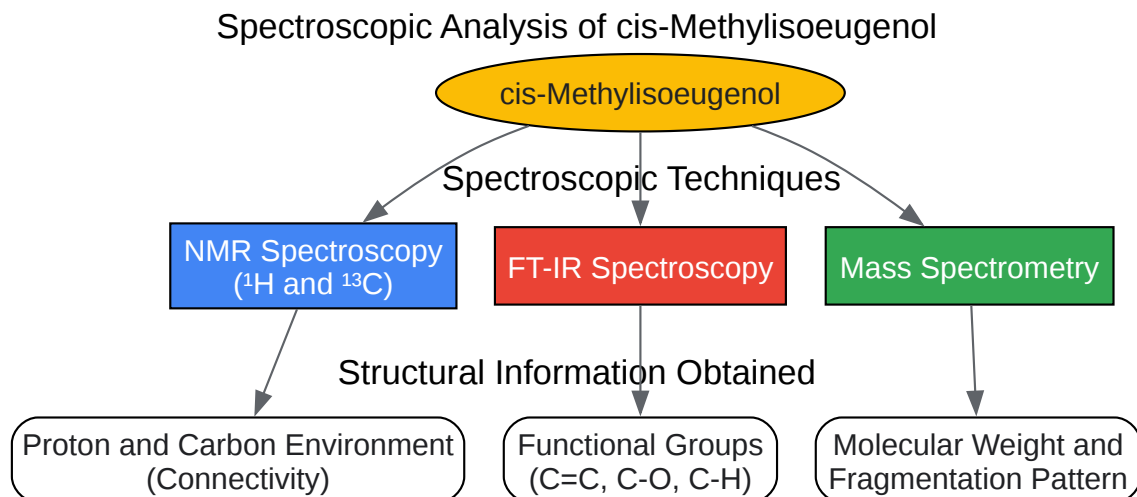 Spectroscopic Analysis of cis-Methylisoeugenol
cis-Methylisoeugenol
Spectroscopic Techniques
NMR Spectroscopy
(¹H and ¹³C)
FT-IR Spectroscopy
Mass Spectrometry
Structural Information Obtained
Proton and Carbon Environment
(Connectivity)
Functional Groups
(C=C, C-O, C-H)
Molecular Weight and
Fragmentation Pattern